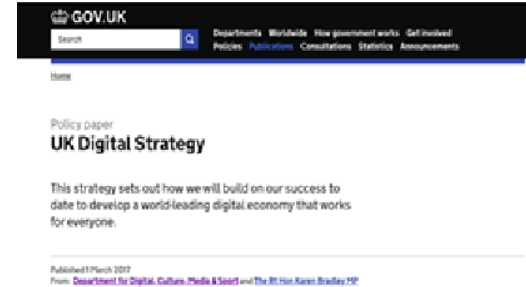 GOV.UK
Search
Departments Worldwide How government works Get involved
Policies Publications Consultations Statistics Announcements
Home
Policy paper
UK Digital Strategy
This strategy sets out how we will build on our success to
date to develop a world-leading digital economy that works
for everyone.
Published 1 March 2017
From: Department for Digital, Culture, Media & Sport and The Rt Hon Karen Bradley MP